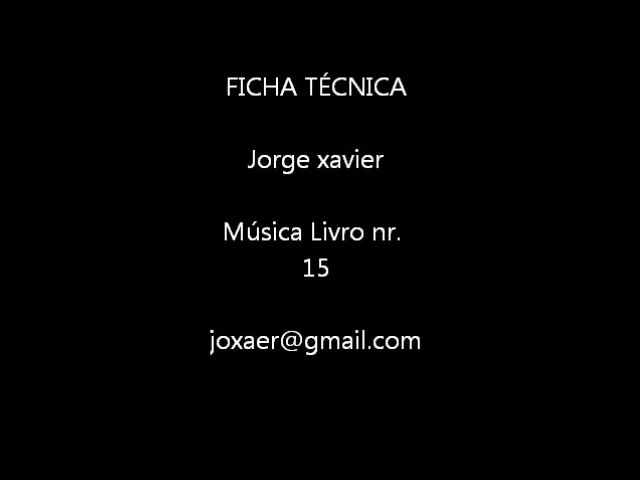 FICHA TÉCNICA
Jorge xavier
Música Livro nr.
15
joxaer@gmail.com